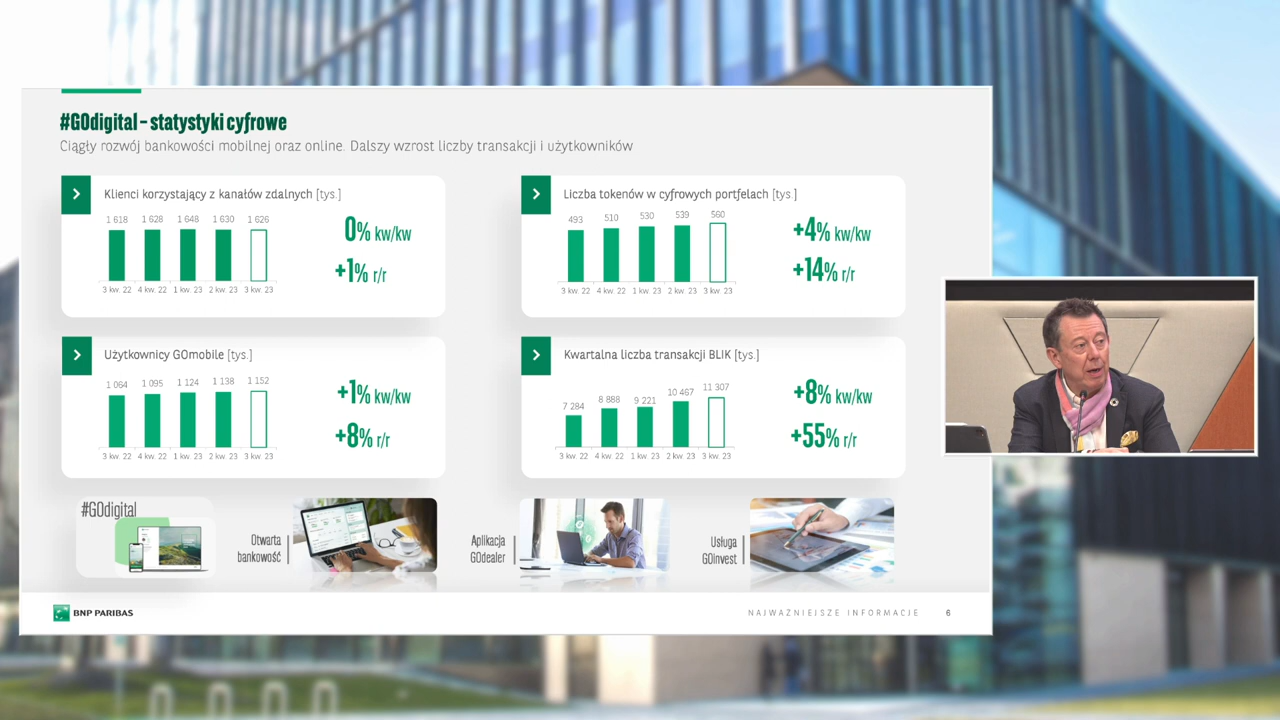 #GOdigital – statystyki cyfrowe
Ciągły rozwój bankowości mobilnej oraz online. Dalszy wzrost liczby transakcji i użytkowników
Klienci korzystający z kanałów zdalnych [tys.]
1 618 1 628 1 648 1 630 1 626
3 kw. 22 4 kw. 22 1 kw. 23 2 kw. 23 3 kw. 23
0% kw/kw
+1% r/r
Liczba tokenów w cyfrowych portfelach [tys.]
493 510 530 539 560
3 kw. 22 4 kw. 22 1 kw. 23 2 kw. 23 3 kw. 23
+4% kw/kw
+14% r/r
Użytkownicy GOmobile [tys.]
1 064 1 095 1 124 1 138 1 152
3 kw. 22 4 kw. 22 1 kw. 23 2 kw. 23 3 kw. 23
+1% kw/kw
+8% r/r
Kwartalna liczba transakcji BLIK [tys.]
7 284 8 888 9 221 10 467 11 307
3 kw. 22 4 kw. 22 1 kw. 23 2 kw. 23 3 kw. 23
+8% kw/kw
+55% r/r
#GOdigital
Otwarta
bankowość
Aplikacja
GOdealer
Usługa
GOinvest
BNP PARIBAS
NAJWAŻNIEJSZE INFORMACJE 6